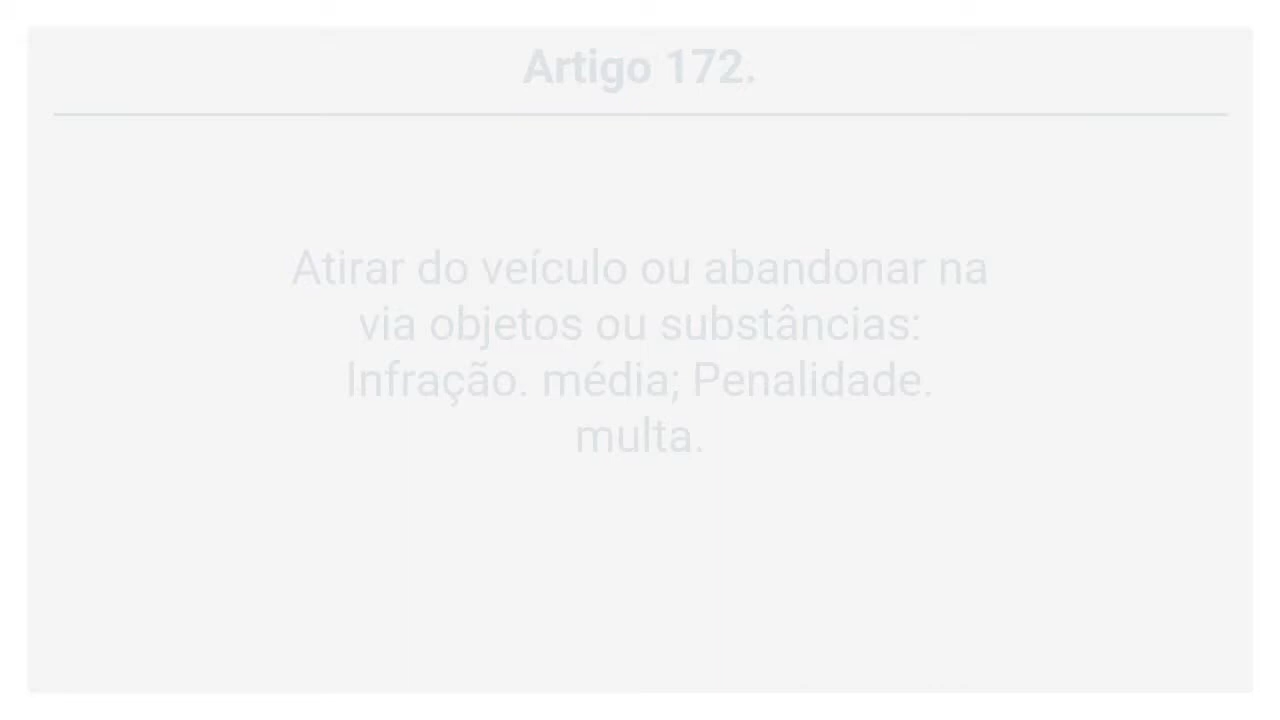 Artigo 172.
Atirar do veículo ou abandonar na
via objetos ou substâncias:
Infração. média; Penalidade.
multa.